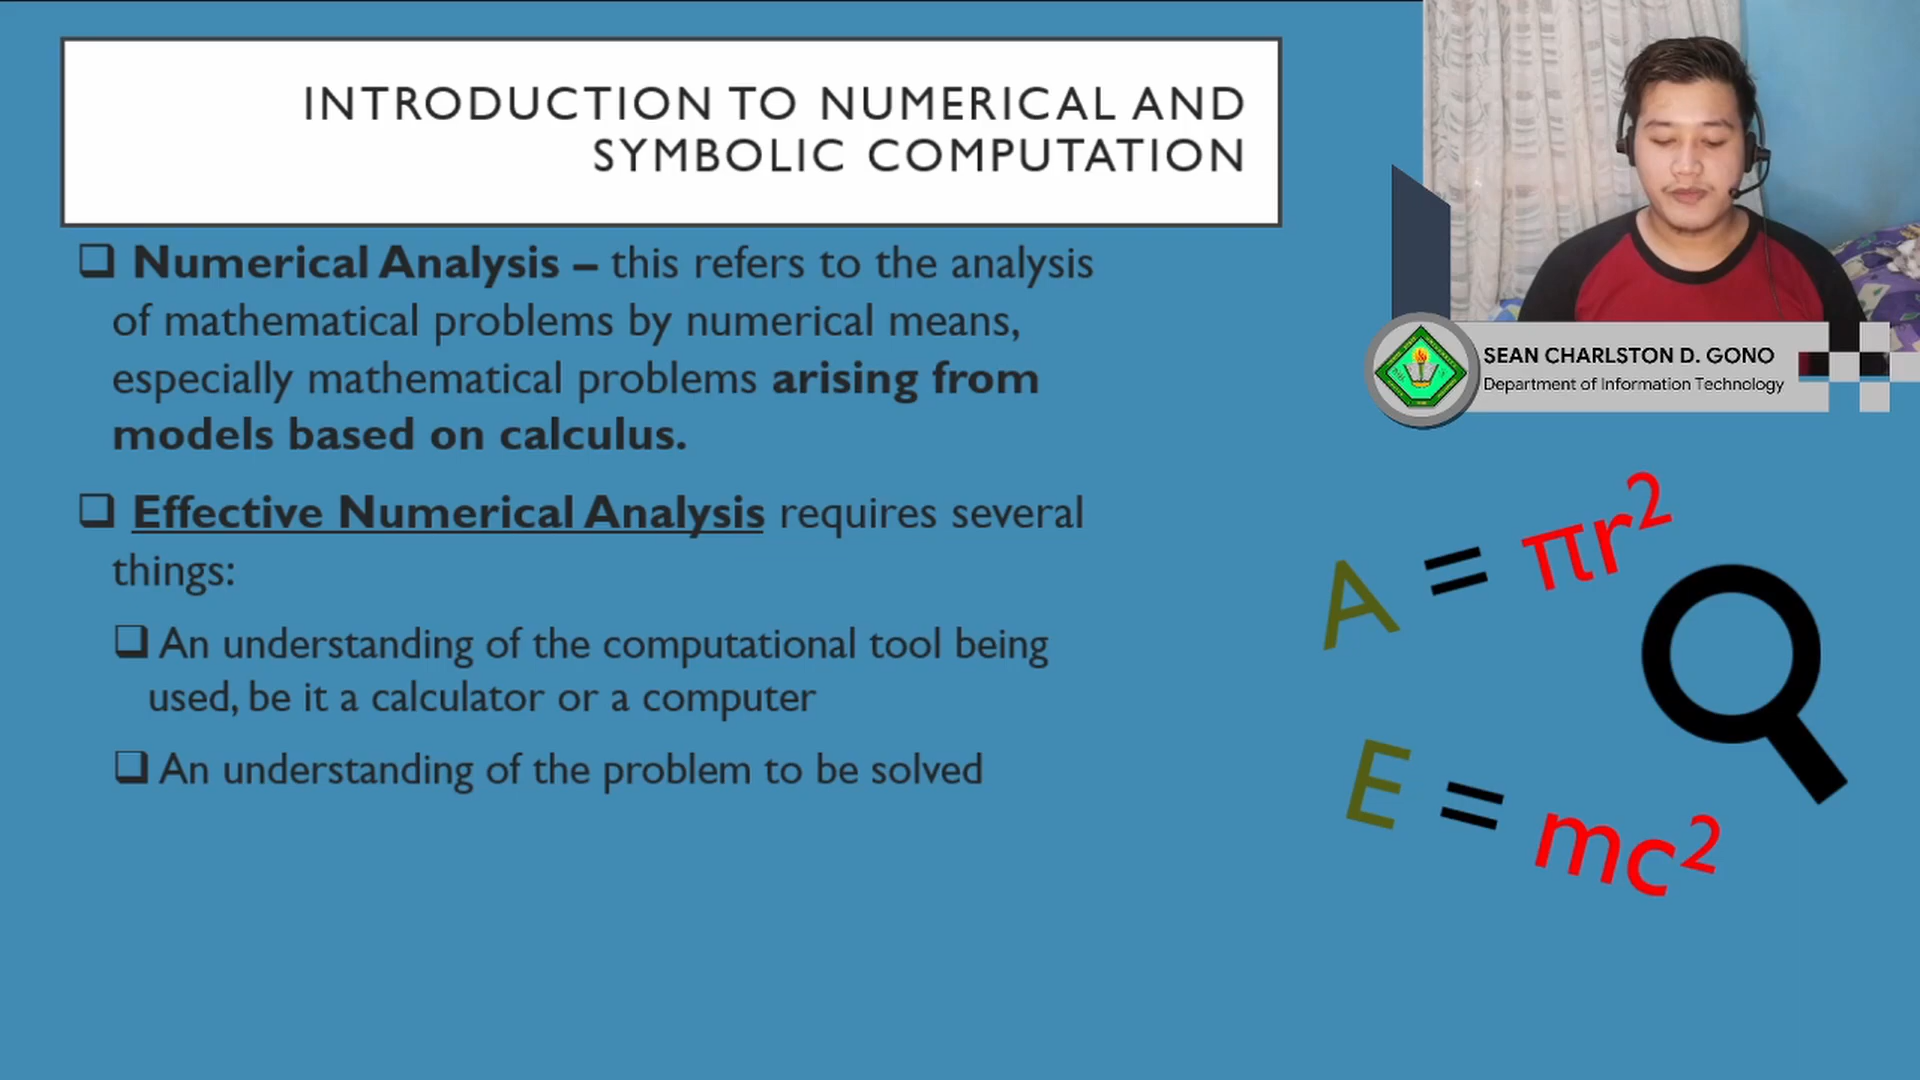 INTRODUCTION TO NUMERICAL AND
SYMBOLIC COMPUTATION
Numerical Analysis – this refers to the analysis
of mathematical problems by numerical means,
especially mathematical problems arising from
models based on calculus.
Effective Numerical Analysis requires several
things:
An understanding of the computational tool being
used, be it a calculator or a computer
An understanding of the problem to be solved
SEAN CHARLSTON D. GONO
Department of Information Technology
A = πr²
E = mc²